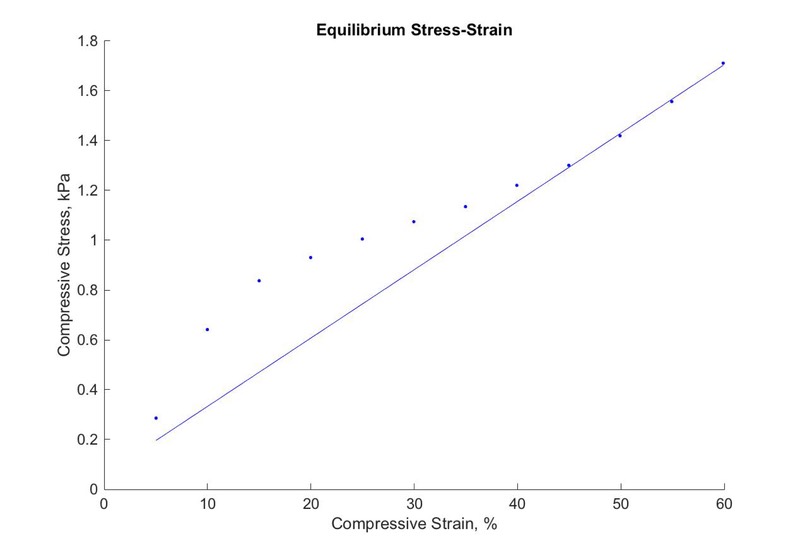 Equilibrium Stress-Strain
1.8
1.6
1.4
1.2
1
0.8
0.6
0.4
0.2
0
Compressive Stress, kPa
0 10 20 30 40 50 60
Compressive Strain, %